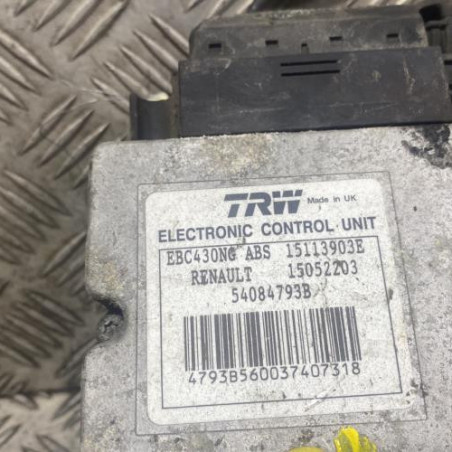 TRW Made in UK
ELECTRONIC CONTROL UNIT
EBC430NG ABS 15113903E
RENAULT 15052203
54084793B
4793B560037407318